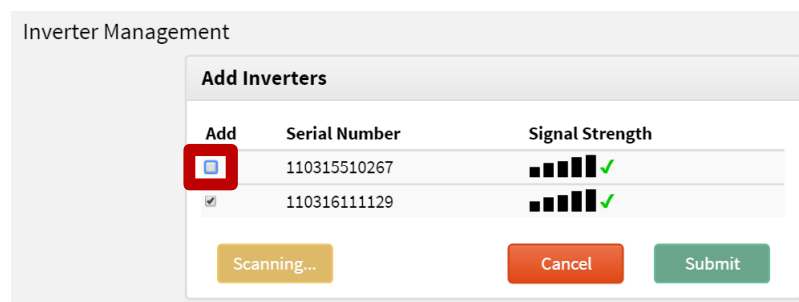 Inverter Management
Add Inverters
Add Serial Number Signal Strength
110315510267
110316111129
Scanning... Cancel Submit